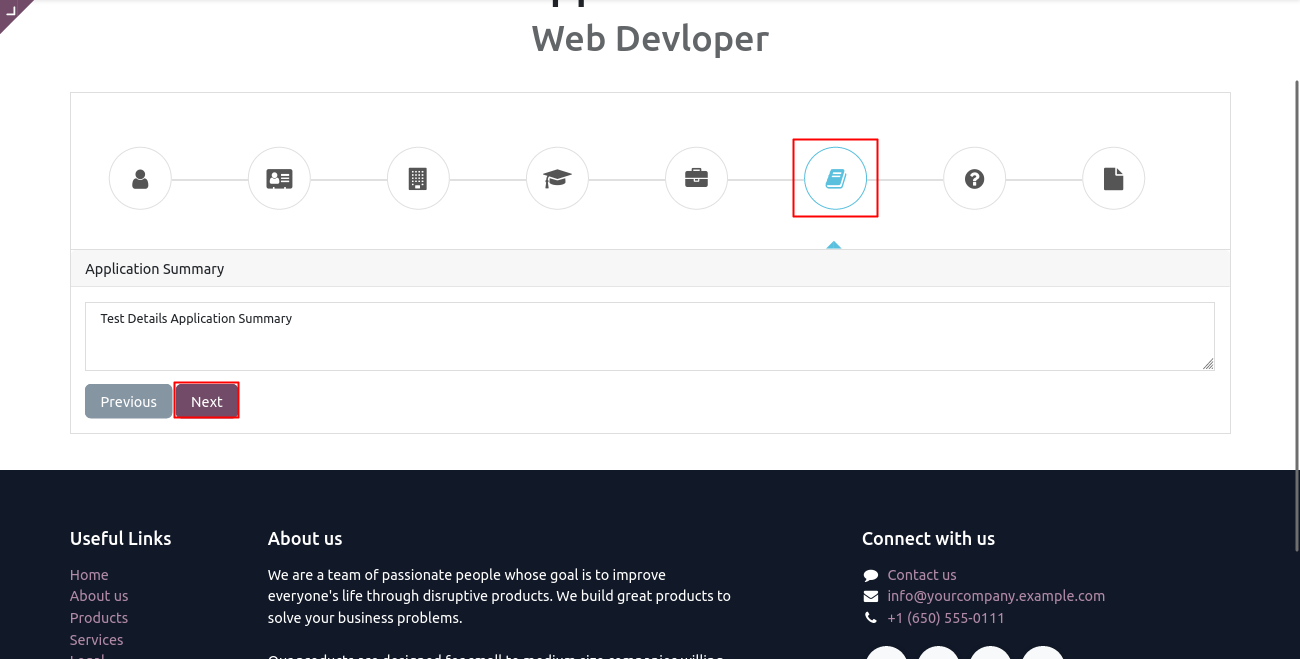 Web Devloper
Application Summary
Test Details Application Summary
Previous
Next
Useful Links
Home
About us
Products
Services
About us
We are a team of passionate people whose goal is to improve
everyone's life through disruptive products. We build great products to
solve your business problems.
Connect with us
Contact us
info@yourcompany.example.com
+1 (650) 555-0111